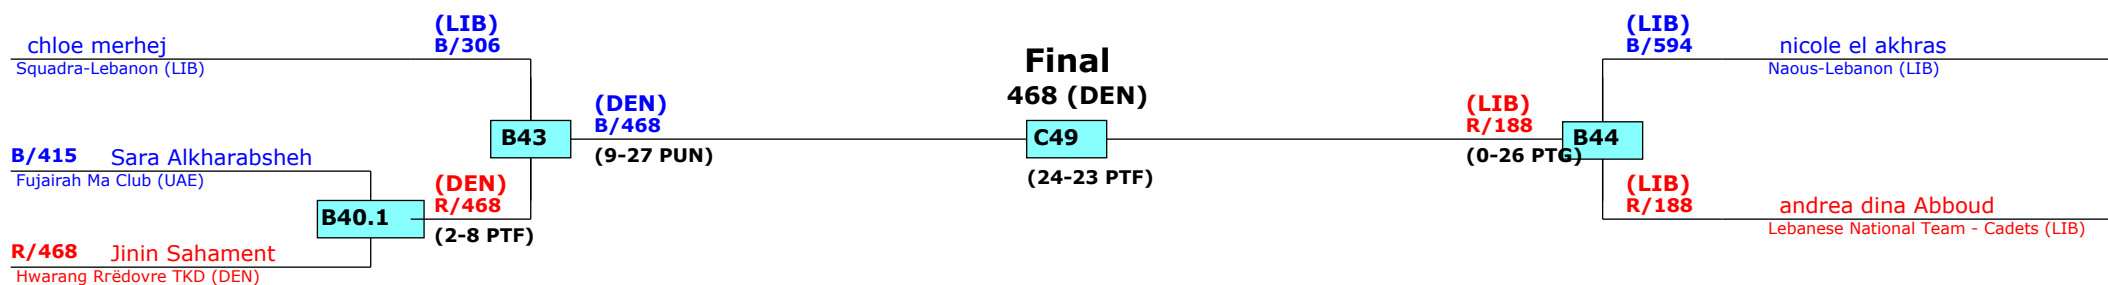 (LIB)
B/306
chloe merhej
Squadra-Lebanon (LIB)
B43
(DEN)
B/468
(9-27 PUN)
B/415 Sara Alkharabsheh
Fujairah Ma Club (UAE)
B40.1
(DEN)
R/468
(2-8 PTF)
R/468 Jinin Sahament
Hwarang Rгëdovre TKD (DEN)
Final
468 (DEN)
C49
(24-23 PTF)
(LIB)
R/188
(0-26 PTG)
B44
(LIB)
B/594
nicole el akhras
Naous-Lebanon (LIB)
(LIB)
R/188
andrea dina Abboud
Lebanese National Team - Cadets (LIB)